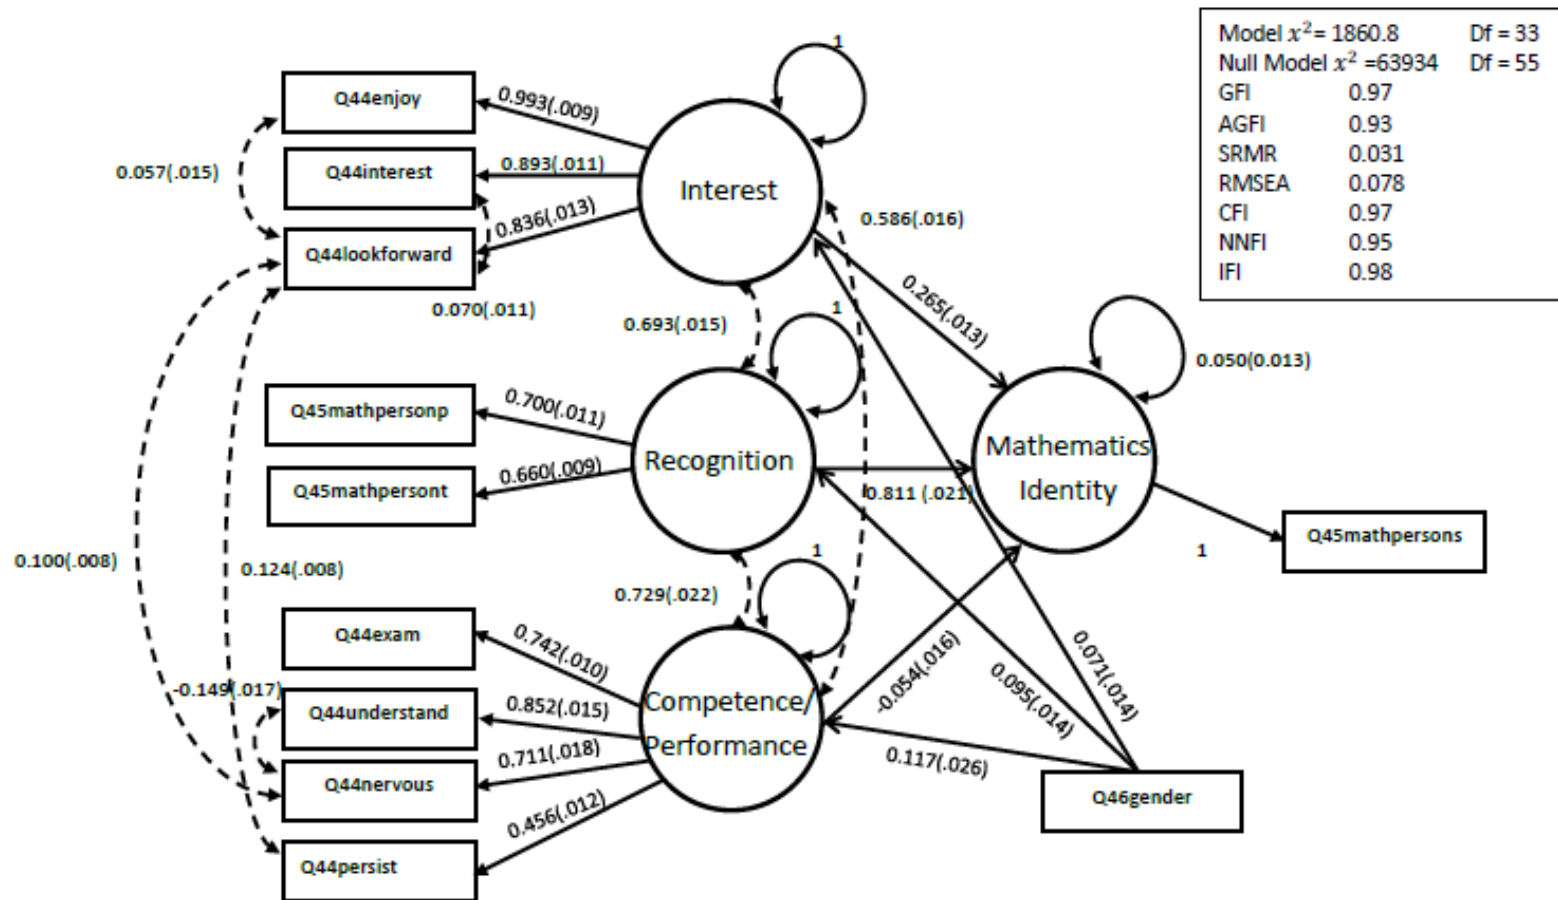 Model x²= 1860.8 Df = 33
Null Model x² =63934 Df = 55
GFI 0.97
AGFI 0.93
SRMR 0.031
RMSEA 0.078
CFI 0.97
NNFI 0.95
IFI 0.98
1
Q44enjoy
0.993(.009)
0.057(.015)
Q44interest
0.893(.011)
Interest
0.836(.013)
0.586(.016)
Q44lookforward
0.070(.011)
0.693(.015)
1
0.265(.013)
0.050(0.013)
Q45mathpersonp
0.700(.011)
Recognition
Mathematics
Identity
0.660(.009)
Q45mathpersont
0.811 (.021)
Q45mathpersons
1
0.100(.008)
0.124(.008)
1
0.729(.022)
Q44exam
0.742(.010)
-0.149(.017)
Q44understand
0.852(.015)
Competence/
Performance
-0.054(.016)
0.095(.014)
0.071(.014)
0.711(.018)
Q44nervous
0.117(.026)
Q46gender
0.456(.012)
Q44persist